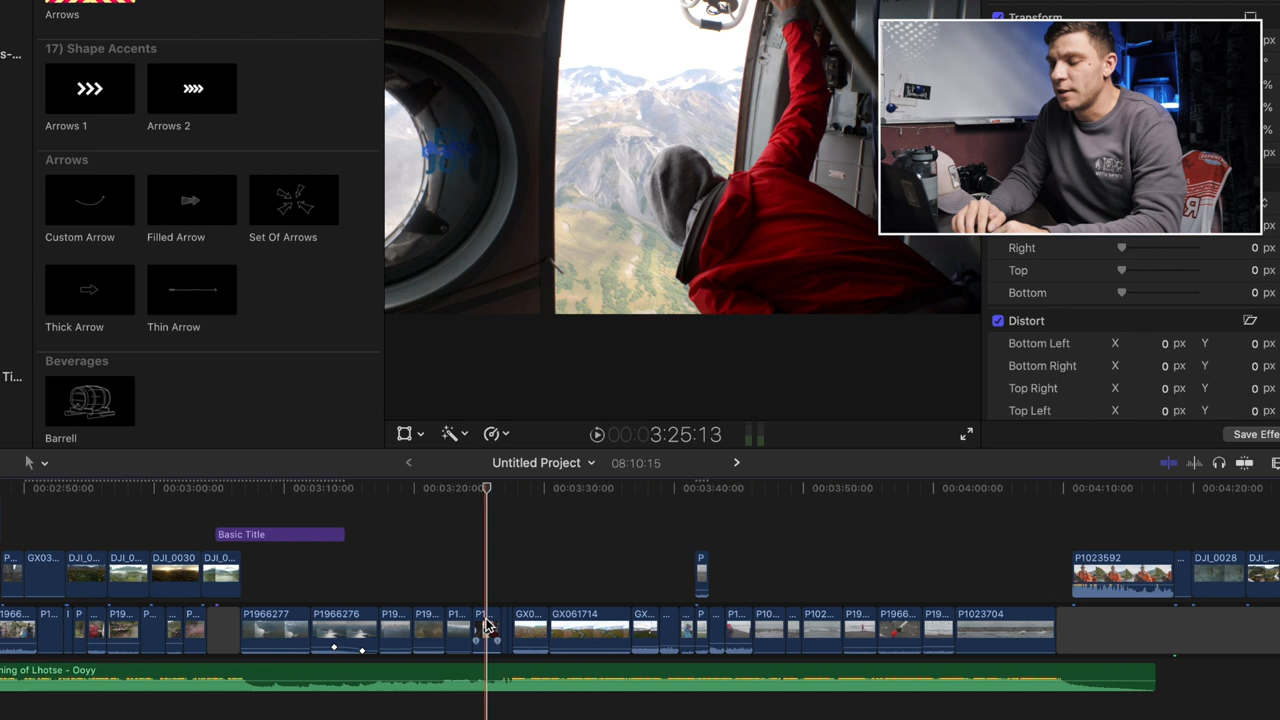 Arrows
s-...
17) Shape Accents
Arrows 1
Arrows 2
Arrows
Custom Arrow
Filled Arrow
Set Of Arrows
Thick Arrow
Thin Arrow
Ti...
Beverages
Barrell
Transform
px
px
px
px
px
Right 0 px
Top 0 px
Bottom 0 px
Distort
Bottom Left X 0 px Y 0 px
Bottom Right X 0 px Y 0 px
Top Right X 0 px Y 0 px
Top Left X 0 px Y 0 px
00:03:25:13
Save Effe
Untitled Project 08:10:15
00:02:50:00 00:03:00:00 00:03:10:00 00:03:20:00 00:03:30:00 00:03:40:00 00:03:50:00 00:04:00:00 00:04:10:00 00:04:20:00
Basic Title
P... GX03... DJI_0... DJI_0... DJI_0030 DJI_0... P P1023592 ... DJI_0028 DJI_...
1966... P1... I P P19... P... ... P... P1966277 P1966276 P19... P19... P1... P1... GX0... GX061714 GX... ... ... P P1... P10... ... P102... P19... P1966... P19... P1023704
ning of Lhotse - Ooyy